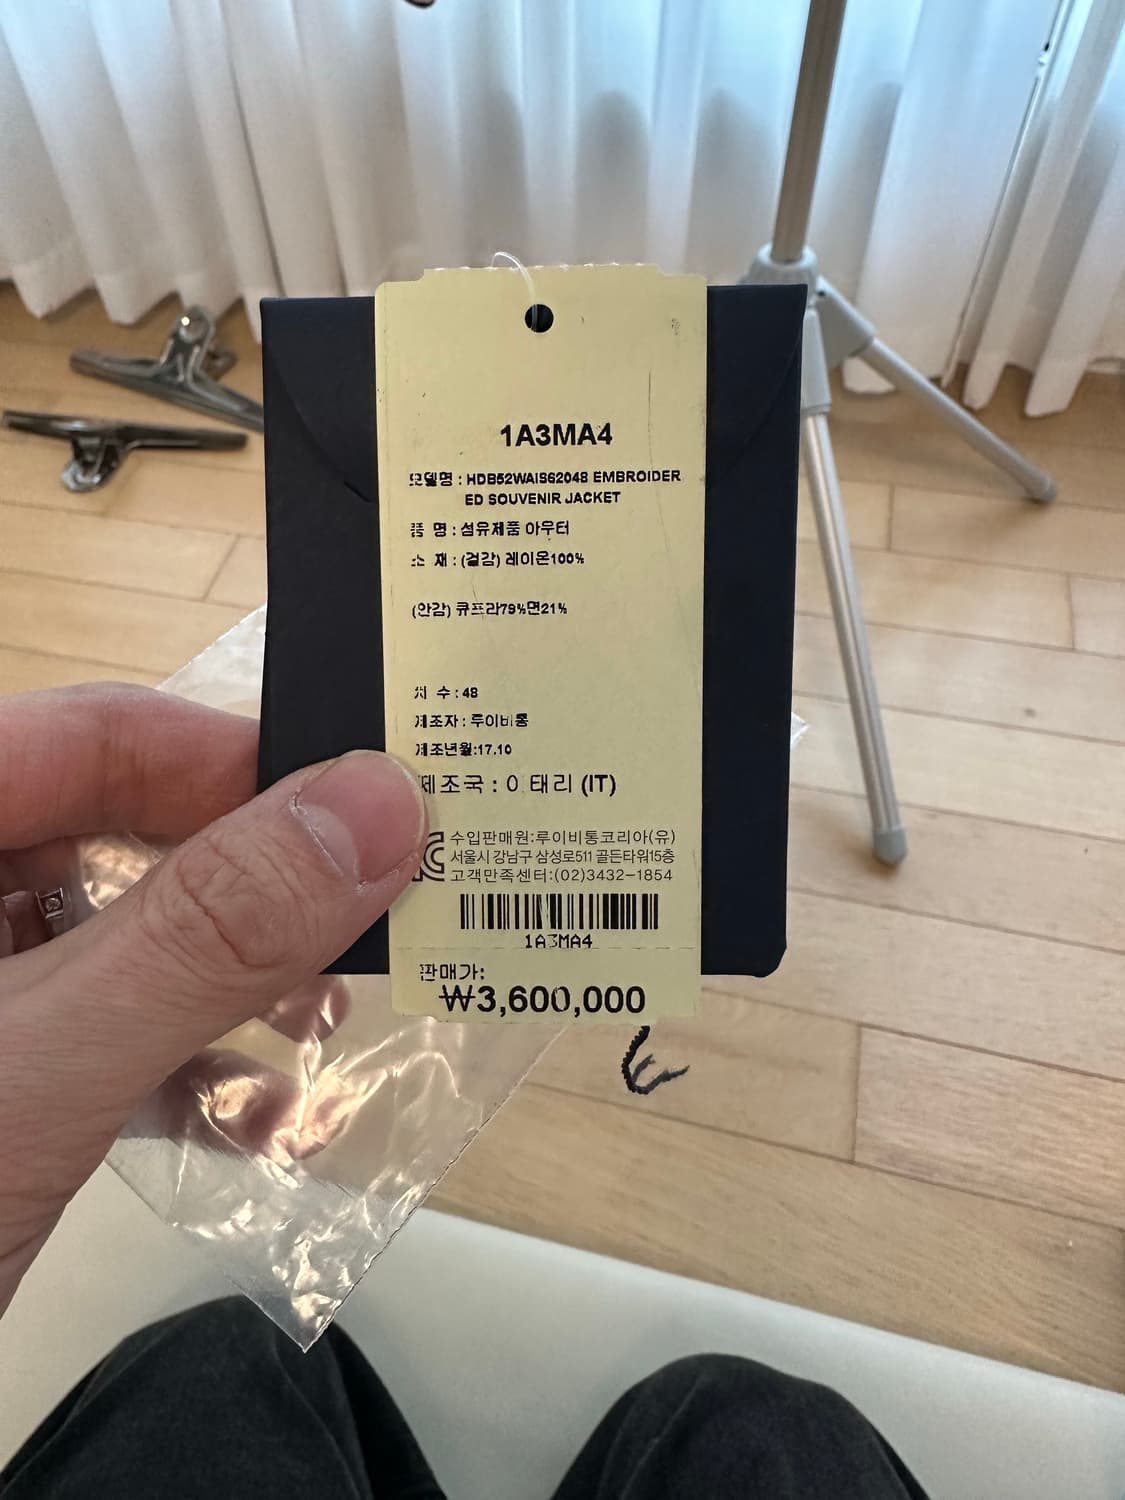 1A3MA4
모델명 : HDB52WAIS62048 EMBROIDER
ED SOUVENIR JACKET
품 명 : 섬유제품 아우터
소 재 : (겉감) 레이온100%
(안감) 큐프라79%면21%
치 수 : 48
제조자 : 루이비통
제조년월:17.10
제조국 : 이태리 (IT)
수입판매원:루이비통코리아(유)
서울시 강남구 삼성로511 골든타워15층
고객만족센터:(02)3432-1854
1A3MA4
판매가:
₩3,600,000